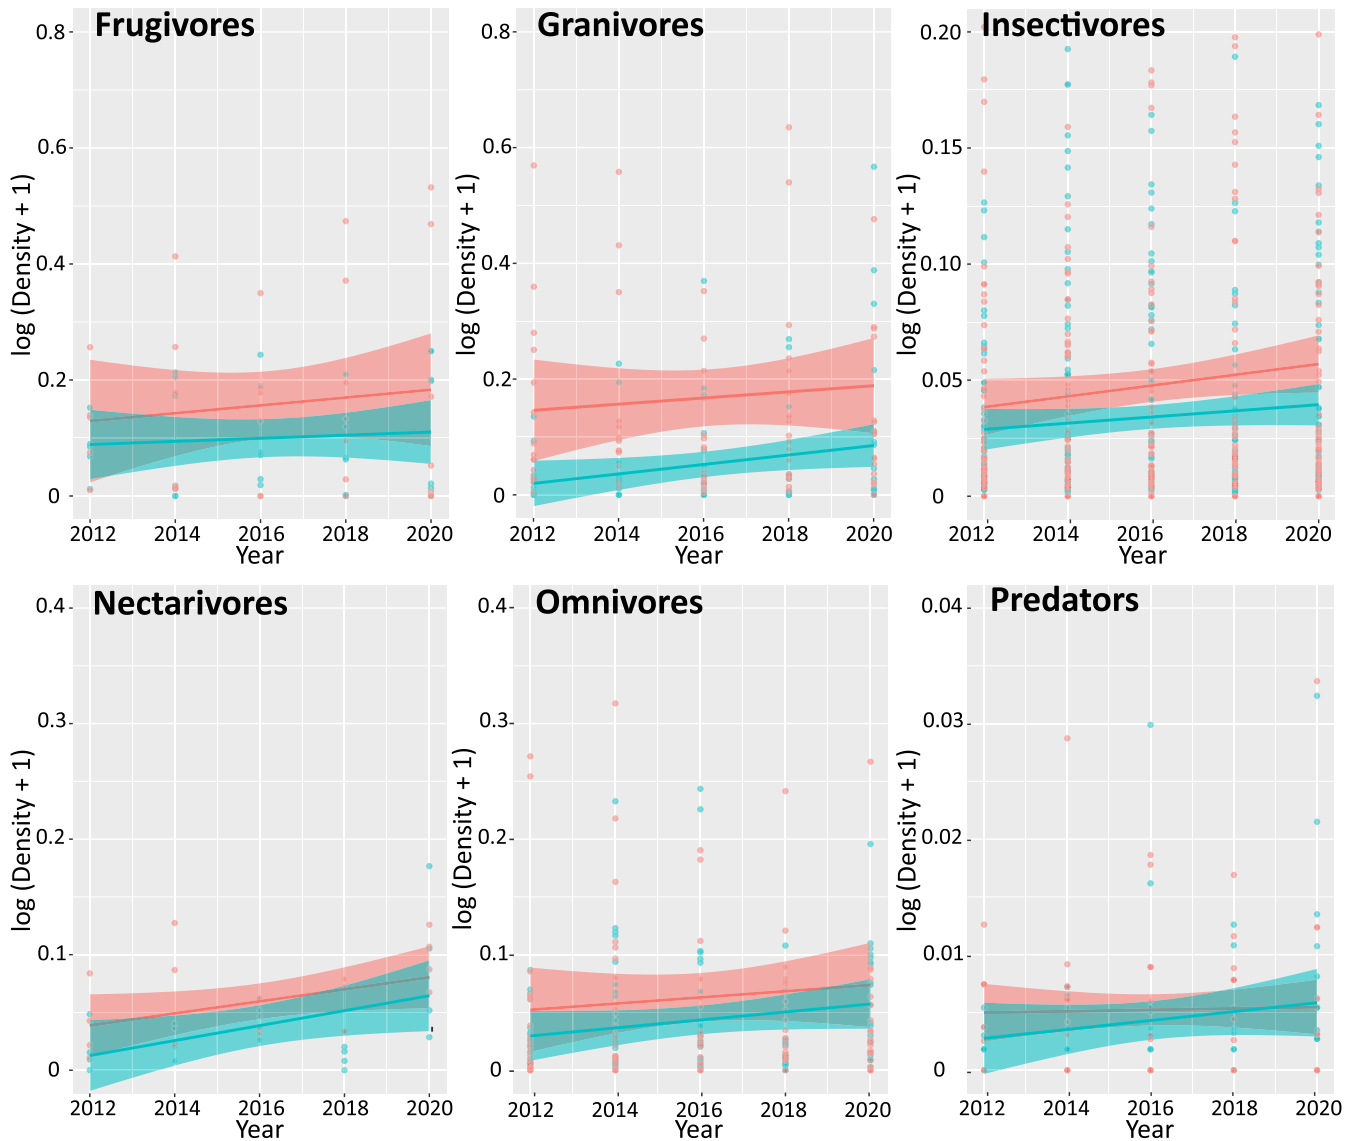 Frugivores
0.8
0.6
0.4
0.2
0
log (Density + 1)
2012 2014 2016 2018 2020
Year
Granivores
0.8
0.6
0.4
0.2
0
log (Density + 1)
2012 2014 2016 2018 2020
Year
Insectivores
0.20
0.15
0.10
0.05
0
log (Density + 1)
2012 2014 2016 2018 2020
Year
Nectarivores
0.4
0.3
0.2
0.1
0
log (Density + 1)
2012 2014 2016 2018 2020
Year
Omnivores
0.4
0.3
0.2
0.1
0
log (Density + 1)
2012 2014 2016 2018 2020
Year
Predators
0.04
0.03
0.02
0.01
0
log (Density + 1)
2012 2014 2016 2018 2020
Year